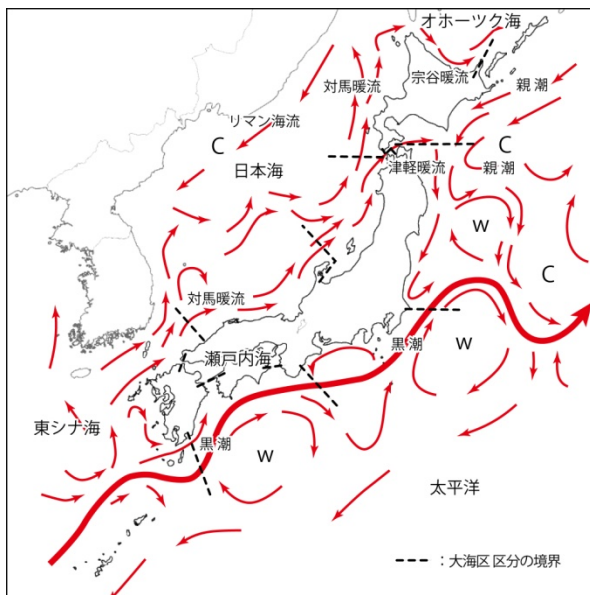 オホーツク海
対馬暖流
宗谷暖流
親潮
リマン海流
C
C
日本海
津軽暖流
親潮
W
C
対馬暖流
瀬戸内海
黒潮
W
東シナ海
黒潮
W
太平洋
：大海区 区分の境界